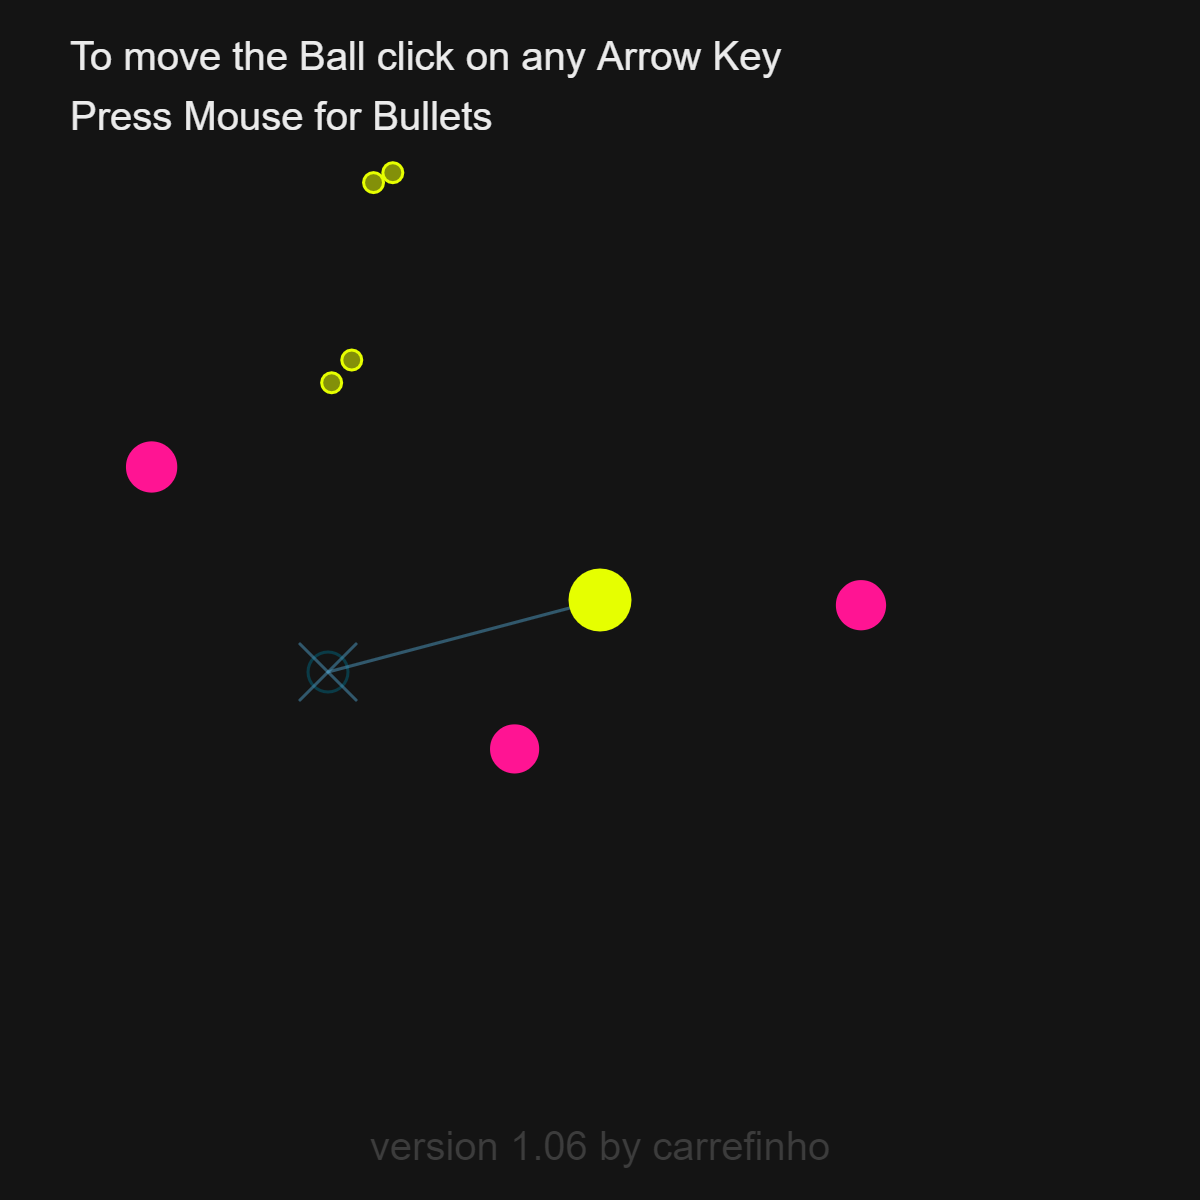 To move the Ball click on any Arrow Key
Press Mouse for Bullets
version 1.06 by carrefinho